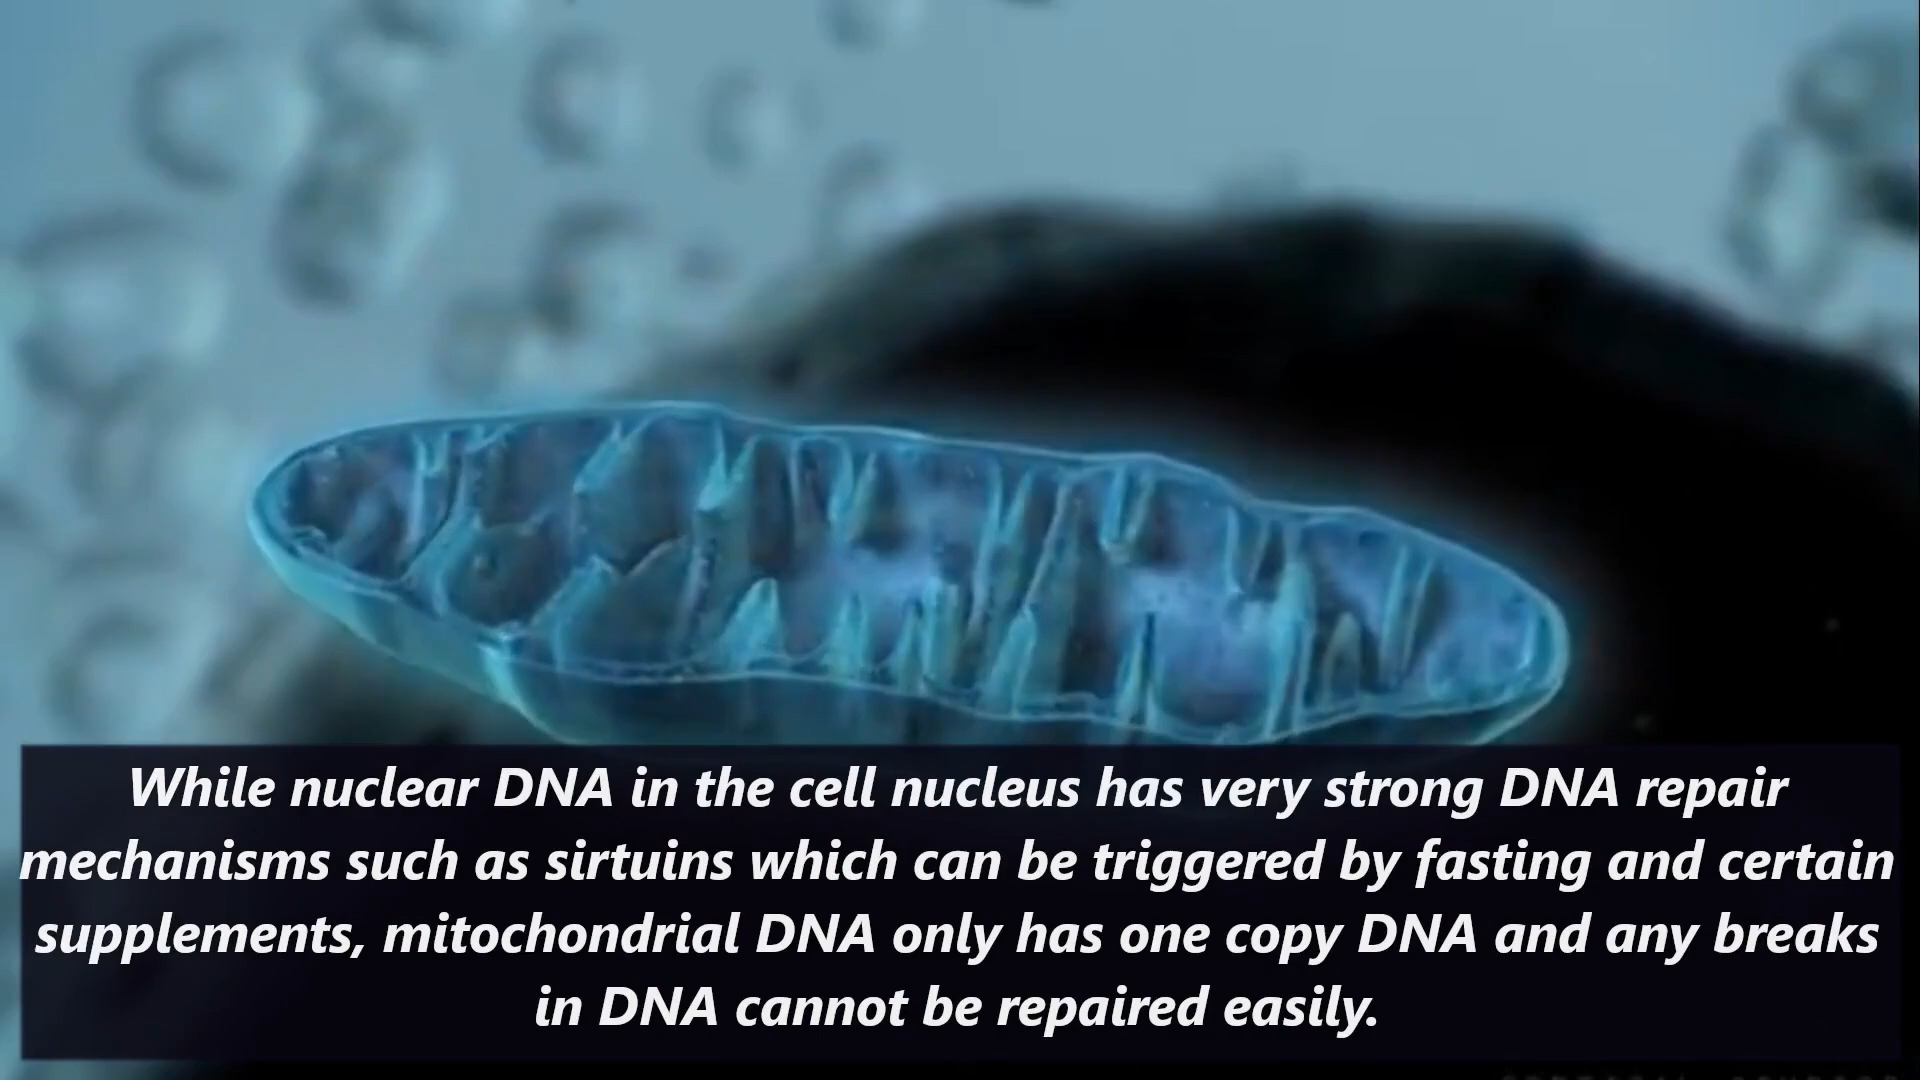 While nuclear DNA in the cell nucleus has very strong DNA repair
mechanisms such as sirtuins which can be triggered by fasting and certain
supplements, mitochondrial DNA only has one copy DNA and any breaks
in DNA cannot be repaired easily.